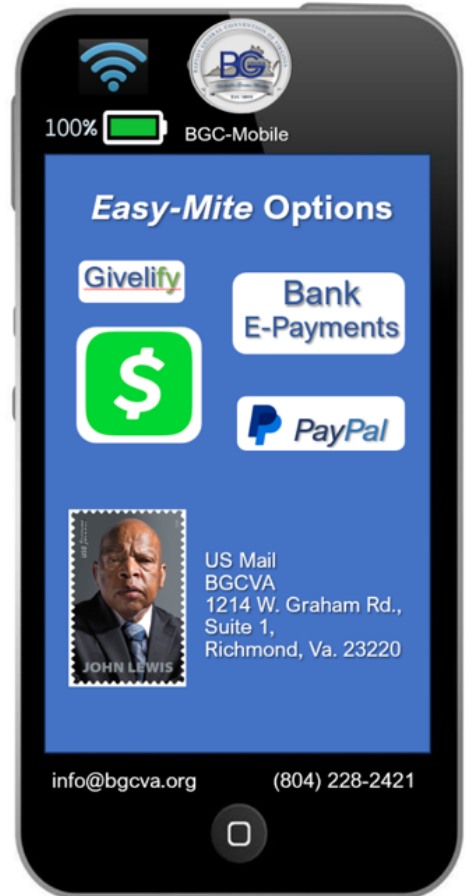 BG
100%
BGC-Mobile
Easy-Mite Options
Givelify
Bank
E-Payments
$
PayPal
JOHN LEWIS
US Mail
BGCVA
1214 W. Graham Rd.,
Suite 1,
Richmond, Va. 23220
info@bgcva.org
(804) 228-2421